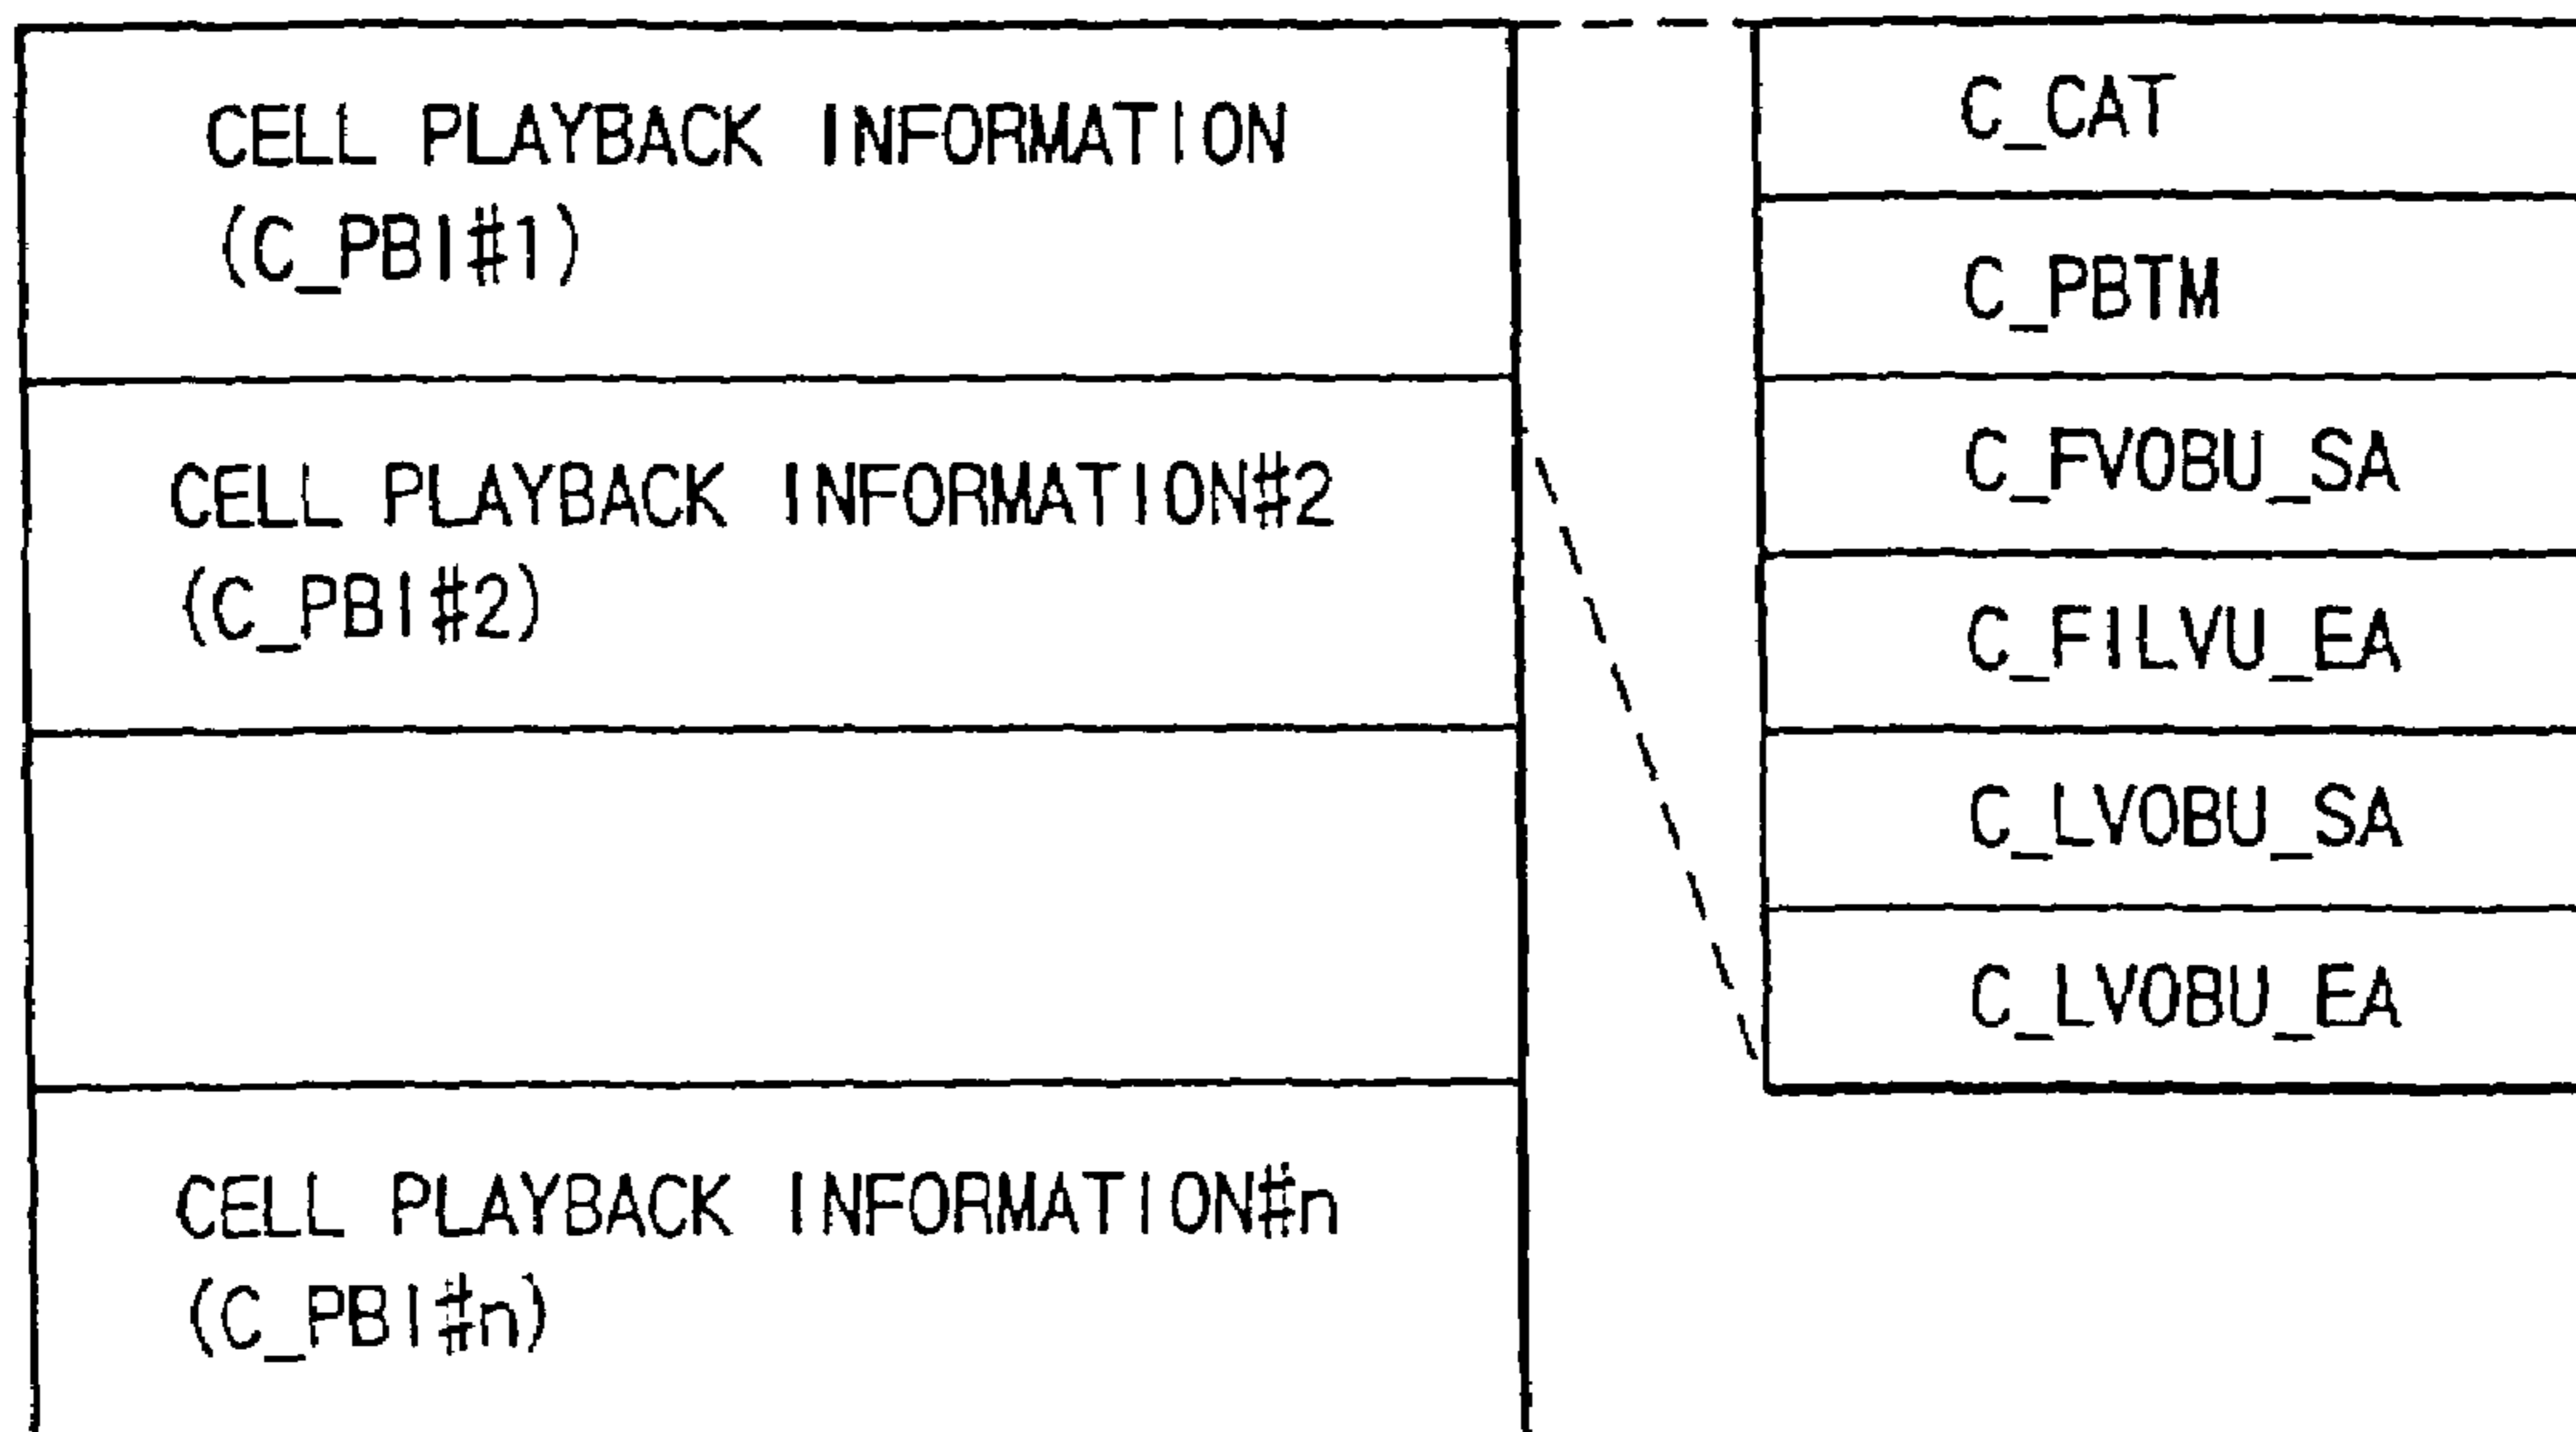 CELL PLAYBACK INFORMATION
(C_PBI#1)
CELL PLAYBACK INFORMATION#2
(C_PBI#2)
CELL PLAYBACK INFORMATION#n
(C_PBI#n)
C_CAT
C_PBTM
C_FVOBU_SA
C_FILVU_EA
C_LVOBU_SA
C_LVOBU_EA